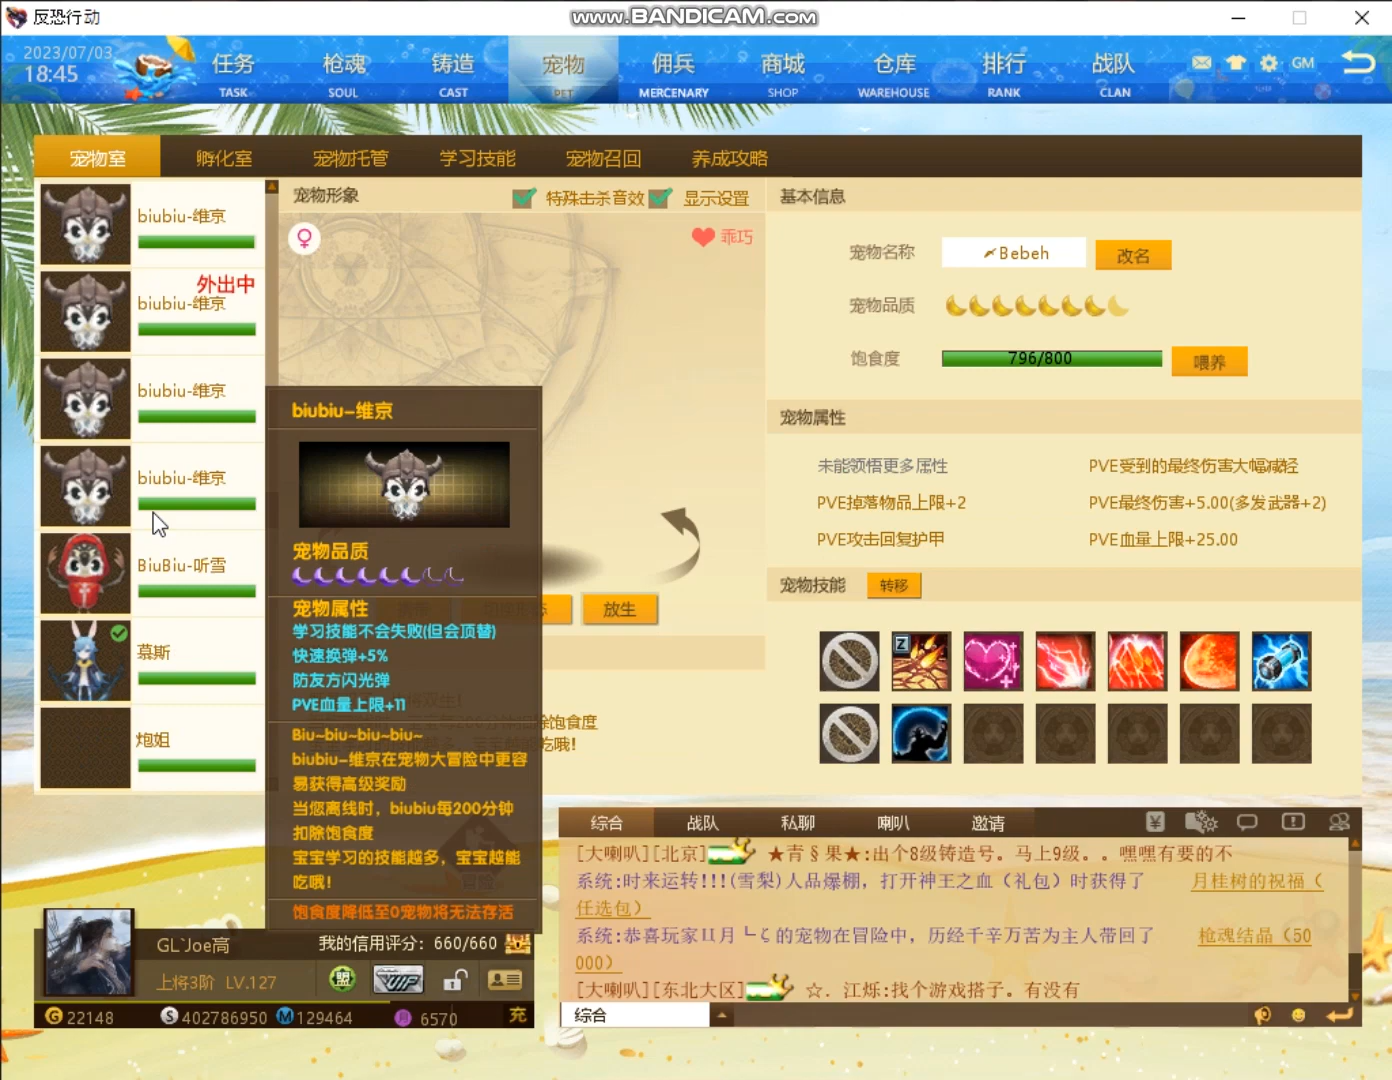 反恐行动
www.BANDICAM.com
2023/07/03
18:45
任务
TASK
枪魂
SOUL
铸造
CAST
宠物
PET
佣兵
MERCENARY
商城
SHOP
仓库
WAREHOUSE
排行
RANK
战队
CLAN
GM
宠物室
孵化室
宠物托管
学习技能
宠物召回
养成攻略
biubiu-维京
外出中
biubiu-维京
biubiu-维京
biubiu-维京
BiuBiu-听雪
慕斯
炮姐
宠物形象
特殊击杀音效
显示设置
乖巧
放生
除饱食度
吃哦!
biubiu-维京
宠物品质
宠物属性
学习技能不会失败(但会顶替)
快速换弹+5%
防友方闪光弹
PVE血量上限+11
Biu~biu~biu~biu~
biubiu-维京在宠物大冒险中更容
易获得高级奖励
当您离线时，biubiu每200分钟
扣除饱食度
宝宝学习的技能越多，宝宝越能
吃哦!
饱食度降低至0宠物将无法存活
基本信息
宠物名称
Bebeh
改名
宠物品质
饱食度
796/800
喂养
宠物属性
未能领悟更多属性
PVE受到的最终伤害大幅减轻
PVE掉落物品上限+2
PVE最终伤害+5.00(多发武器+2)
PVE攻击回复护甲
PVE血量上限+25.00
宠物技能
转移
Z
综合
战队
私聊
喇叭
邀请
[大喇叭][北京] ★青§果★:出个8级铸造号。马上9级。。嘿嘿有要的不
系统:时来运转!!!(雪梨)人品爆棚，打开神王之血（礼包）时获得了 月桂树的祝福（
任选包）
系统:恭喜玩家 的宠物在冒险中，历经千辛万苦为主人带回了 枪魂结晶（50
000）
[大喇叭][东北大区] ☆．江烁:找个游戏搭子。有没有
综合
GL`Joe高
我的信用评分：660/660
上将3阶 LV.127
盟
VIP
G 22148
S 402786950
M 129464
月 6570
充